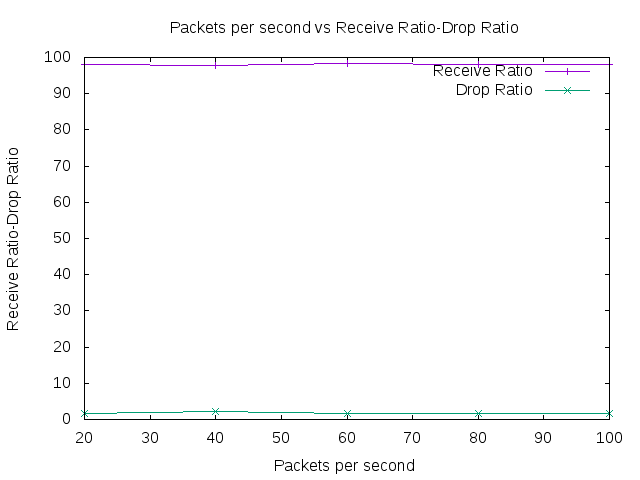 Packets per second vs Receive Ratio-Drop Ratio
Receive Ratio-Drop Ratio
100
90
80
70
60
50
40
30
20
10
0
Receive Ratio
Drop Ratio
20 30 40 50 60 70 80 90 100
Packets per second